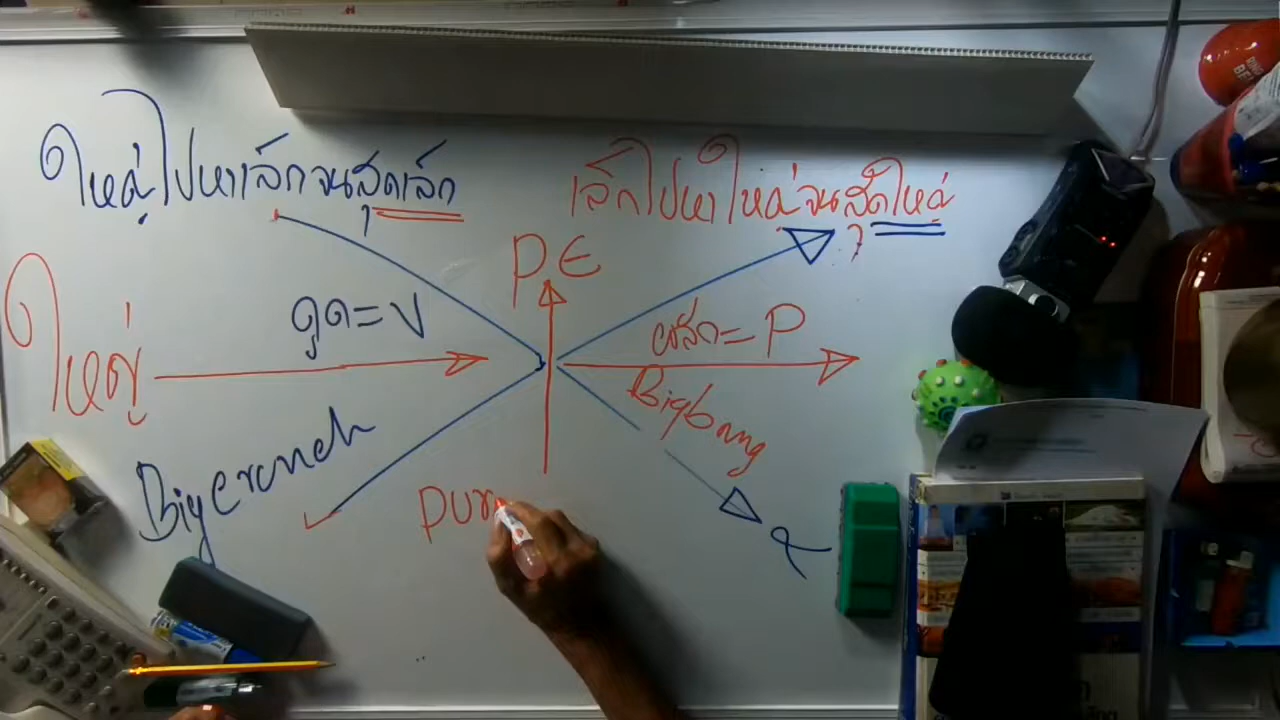 ใหญ่ไปหาเล็กจนสุดเล็ก
เล็กไปหาใหญ่จนสุดใหญ่
PE
ใหญ่
ดูด=V
ผลัก=P
Bigbang
Bigcrunch
pur